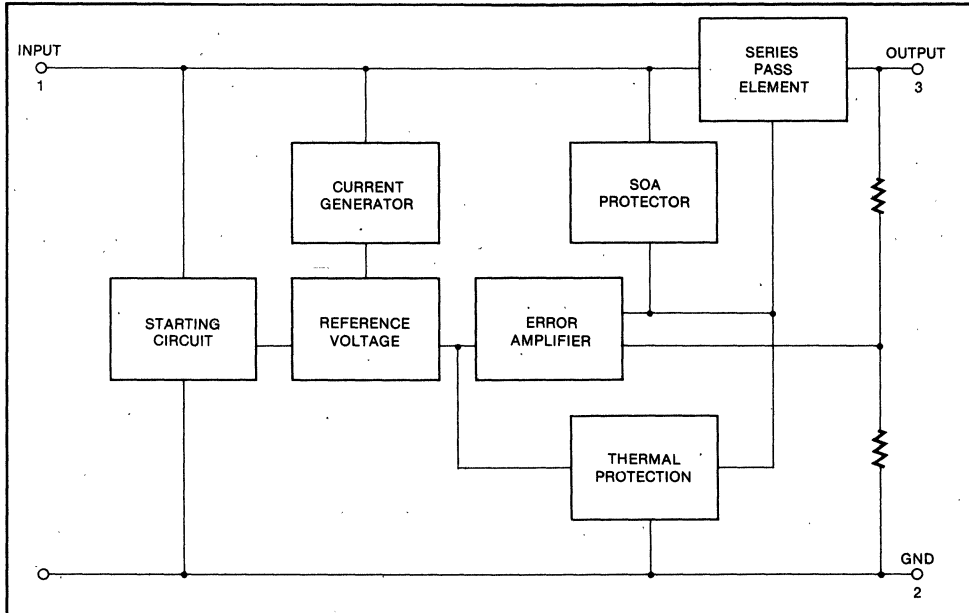 INPUT
1
SERIES
PASS
ELEMENT
OUTPUT
3
CURRENT
GENERATOR
SOA
PROTECTOR
STARTING
CIRCUIT
REFERENCE
VOLTAGE
ERROR
AMPLIFIER
THERMAL
PROTECTION
GND
2